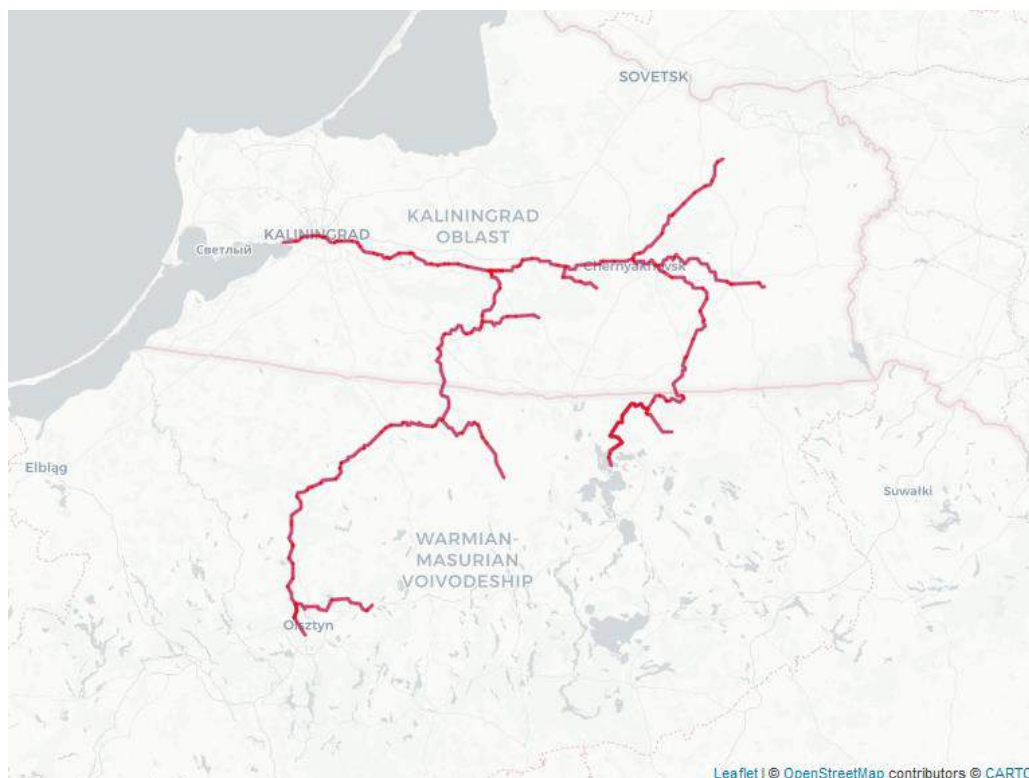 SOVETSK
KALININGRAD
OBLAST
KALININGRAD
Светлый
Chernyakhovsk
Elbląg
Suwałki
WARMIAN-
MASURIAN
VOIVODESHIP
Olsztyn
Leaflet | © OpenStreetMap contributors © CARTO